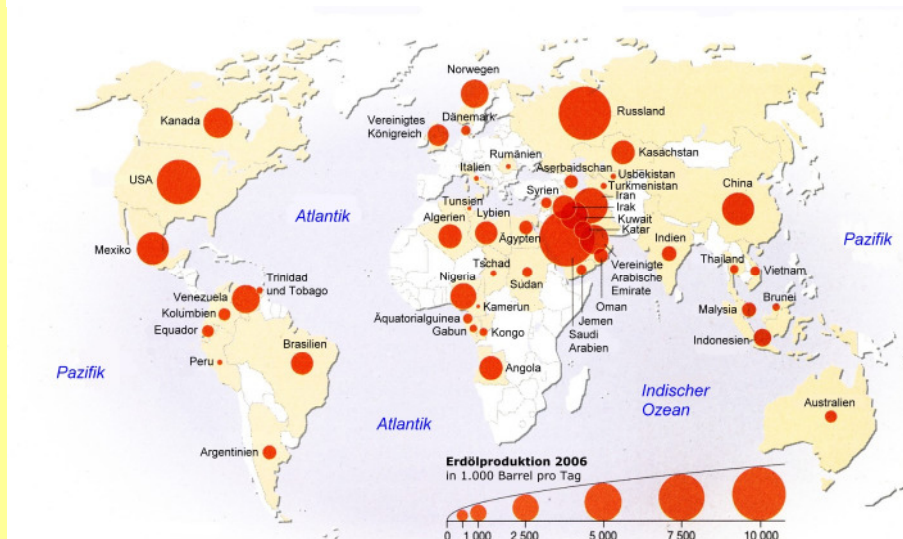 Norwegen
Kanada
Vereinigtes
Königreich
Dänemark
Russland
Rumänien
Kasachstan
Italien
Aserbaidschan
USA
Usbekistan
Turkmenistan
China
Syrien
Iran
Irak
Tunsien
Lybien
Kuwait
Atlantik
Algerien
Katar
Ägypten
Pazifik
Mexiko
Indien
Thailand
Vietnam
Tschad
Vereinigte
Arabische
Emirate
Trinidad
und Tobago
Nigeria
Sudan
Venezuela
Brunei
Kamerun
Oman
Kolumbien
Malysia
Äquatorialguinea
Jemen
Equador
Gabun
Kongo
Saudi
Arabien
Indonesien
Brasilien
Peru
Angola
Pazifik
Indischer
Ozean
Australien
Atlantik
Argentinien
Erdölproduktion 2006
in 1.000 Barrel pro Tag
0 1 000 2 500 5 000 7 500 10 000